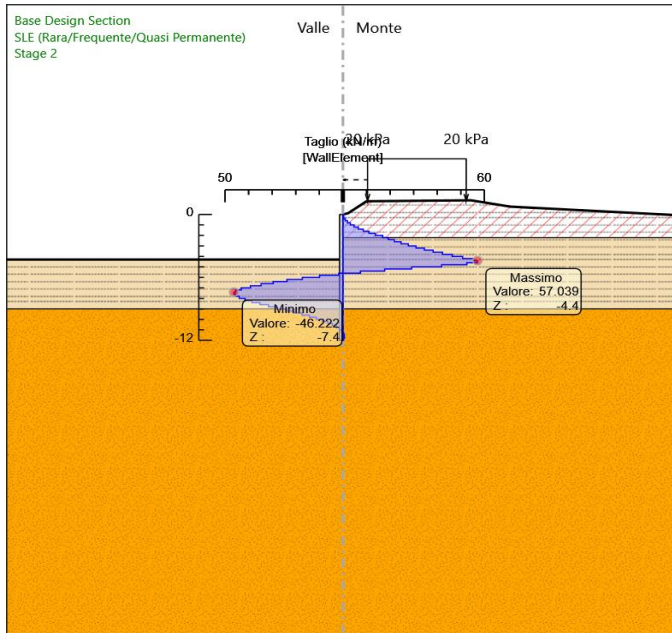 Base Design Section
SLE (Rara/Frequente/Quasi Permanente)
Stage 2
Valle Monte
20 kPa 20 kPa
Taglio (kN/m)
[WallElement]
50 60
0
Massimo
Valore: 57.039
Z : -4.4
Minimo
Valore: -46.222
Z : -7.4
-12